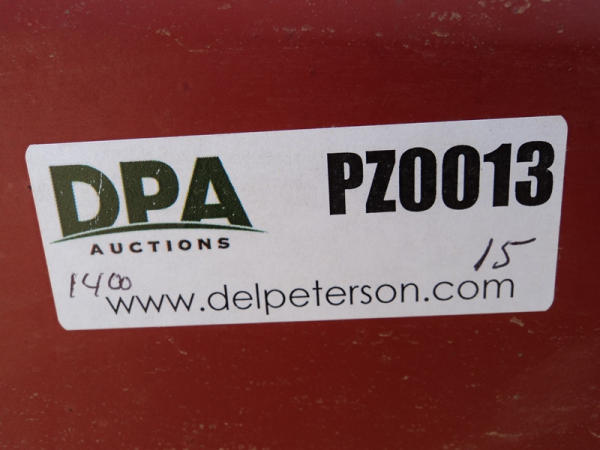 DPA
AUCTIONS
PZ0013
1400
15
www.delpeterson.com